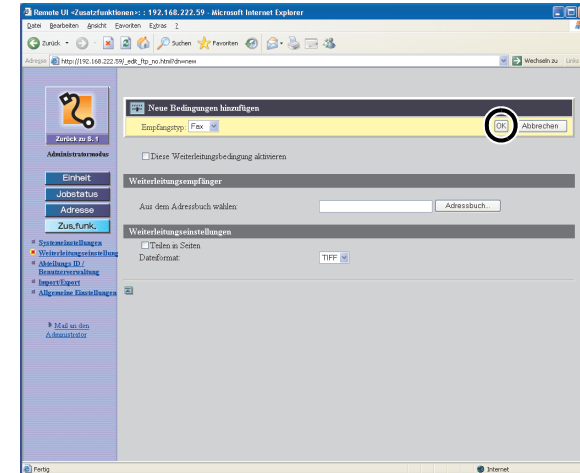 Remote UI <Zusatzfunktionen>: : 192.168.222.59 - Microsoft Internet Explorer
Datei Bearbeiten Ansicht Favoriten Extras ?
Zurück Suchen Favoriten
Adresse http://192.168.222.59/_edit_ftp_no.html?dn=new Wechseln zu Links
Neue Bedingungen hinzufügen
Empfangstyp: Fax OK Abbrechen
Zurück zu S. 1
Administratormodus
Diese Weiterleitungsbedingung aktivieren
Einheit
Jobstatus
Adresse
Zus.funk.
Weiterleitungsempfänger
Aus dem Adressbuch wählen: Adressbuch...
Weiterleitungseinstellungen
Teilen in Seiten
Dateiformat: TIFF
Systemeinstellungen
Weiterleitungseinstellung
Abteilungs ID /
Benutzerverwaltung
Import/Export
Allgemeine Einstellungen
Mail an den
Administrator
Fertig Internet